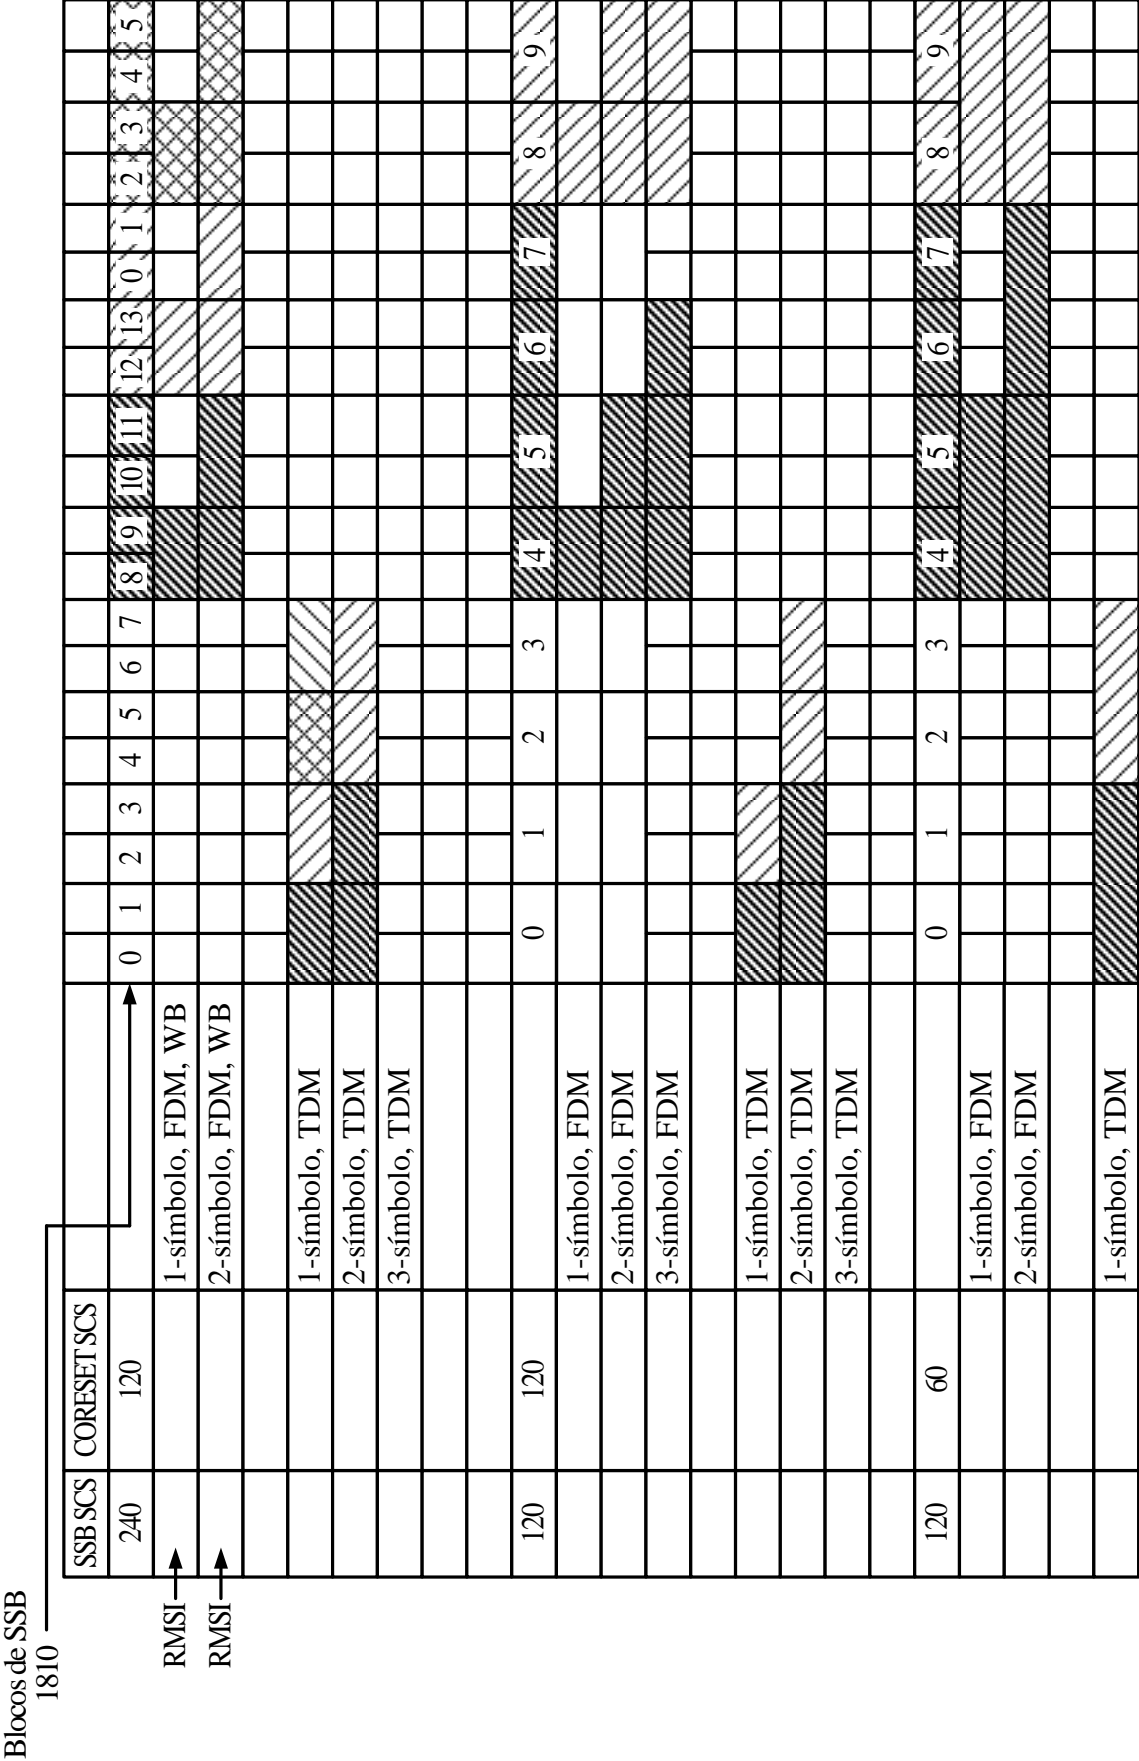 Blocos de SSB
1810
SSB SCS CORESET SCS
240 120 0 1 2 3 4 5 6 7 8 9 10 11 12 13 0 1 2 3 4 5
RMSI 1-símbolo, FDM, WB
RMSI 2-símbolo, FDM, WB
1-símbolo, TDM
2-símbolo, TDM
3-símbolo, TDM
120 120 0 1 2 3 4 5 6 7 8 9
1-símbolo, FDM
2-símbolo, FDM
3-símbolo, FDM
1-símbolo, TDM
2-símbolo, TDM
3-símbolo, TDM
120 60 0 1 2 3 4 5 6 7 8 9
1-símbolo, FDM
2-símbolo, FDM
1-símbolo, TDM